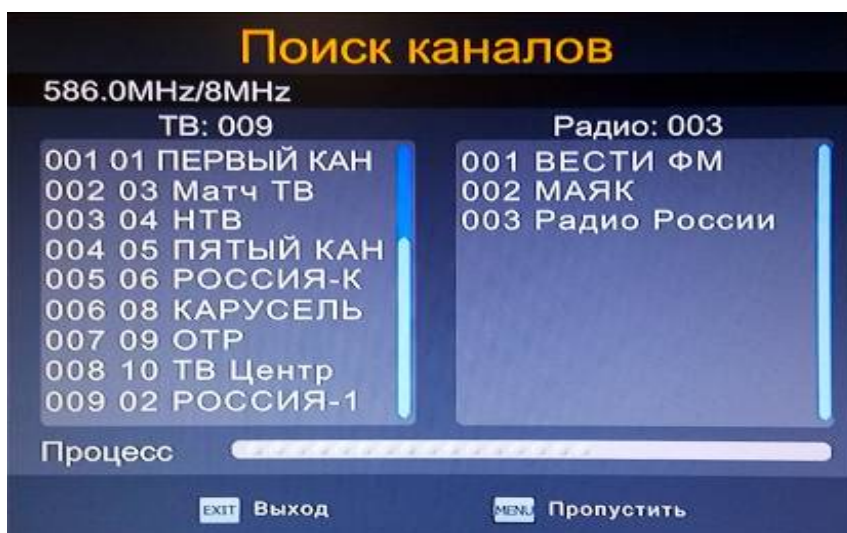 Поиск каналов
586.0MHz/8MHz
ТВ: 009
001 01 ПЕРВЫЙ КАН
002 03 Матч ТВ
003 04 НТВ
004 05 ПЯТЫЙ КАН
005 06 РОССИЯ-К
006 08 КАРУСЕЛЬ
007 09 ОТР
008 10 ТВ Центр
009 02 РОССИЯ-1
Радио: 003
001 ВЕСТИ ФМ
002 МАЯК
003 Радио России
Процесс
EXIT Выход
MENU Пропустить